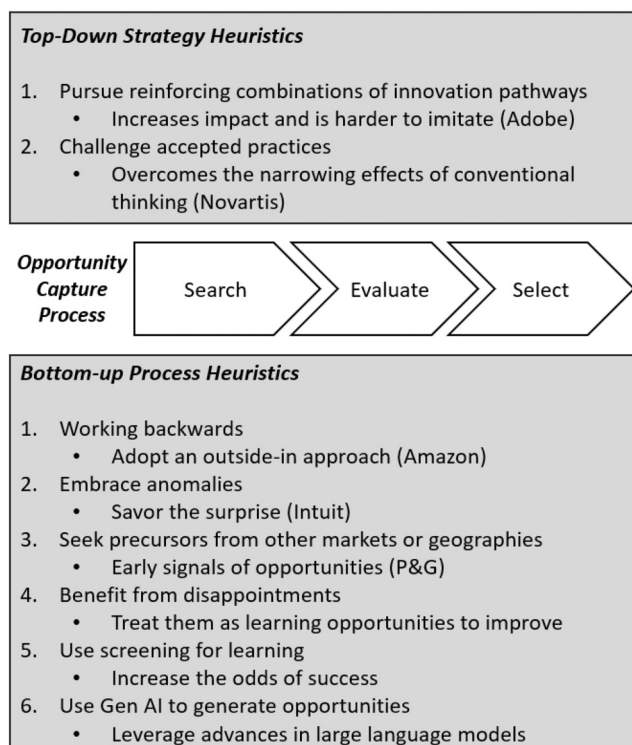 Top-Down Strategy Heuristics
1. Pursue reinforcing combinations of innovation pathways
• Increases impact and is harder to imitate (Adobe)
2. Challenge accepted practices
• Overcomes the narrowing effects of conventional
thinking (Novartis)
Opportunity
Capture
Process
Search
Evaluate
Select
Bottom-up Process Heuristics
1. Working backwards
• Adopt an outside-in approach (Amazon)
2. Embrace anomalies
• Savor the surprise (Intuit)
3. Seek precursors from other markets or geographies
• Early signals of opportunities (P&G)
4. Benefit from disappointments
• Treat them as learning opportunities to improve
5. Use screening for learning
• Increase the odds of success
6. Use Gen AI to generate opportunities
• Leverage advances in large language models